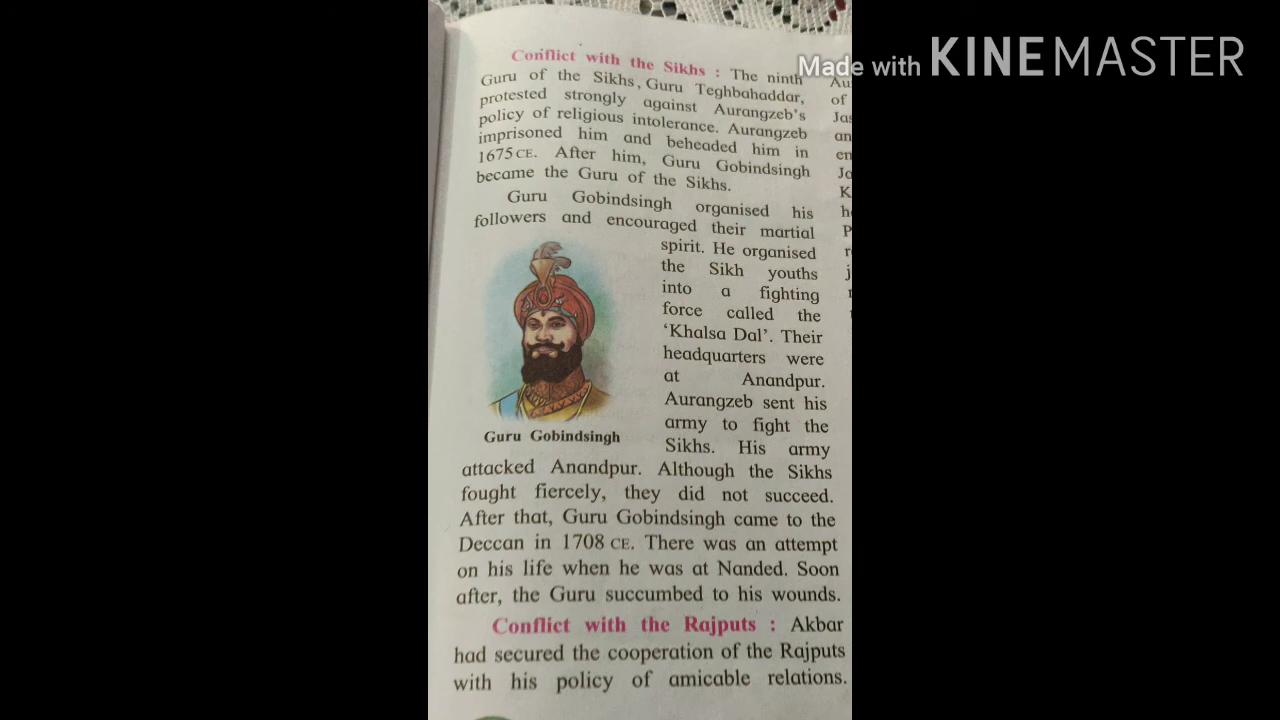 Made with KINEMASTER
Conflict with the Sikhs : The ninth
Guru of the Sikhs, Guru Teghbahaddar,
protested strongly against Aurangzeb's
policy of religious intolerance. Aurangzeb
imprisoned him and beheaded him in
1675 CE. After him, Guru Gobindsingh
became the Guru of the Sikhs.
Guru Gobindsingh organised his
followers and encouraged their martial
spirit. He organised
the Sikh youths
into a fighting
force called the
'Khalsa Dal'. Their
headquarters were
at Anandpur.
Aurangzeb sent his
army to fight the
Sikhs. His army
Guru Gobindsingh
attacked Anandpur. Although the Sikhs
fought fiercely, they did not succeed.
After that, Guru Gobindsingh came to the
Deccan in 1708 CE. There was an attempt
on his life when he was at Nanded. Soon
after, the Guru succumbed to his wounds.
Conflict with the Rajputs : Akbar
had secured the cooperation of the Rajputs
with his policy of amicable relations.